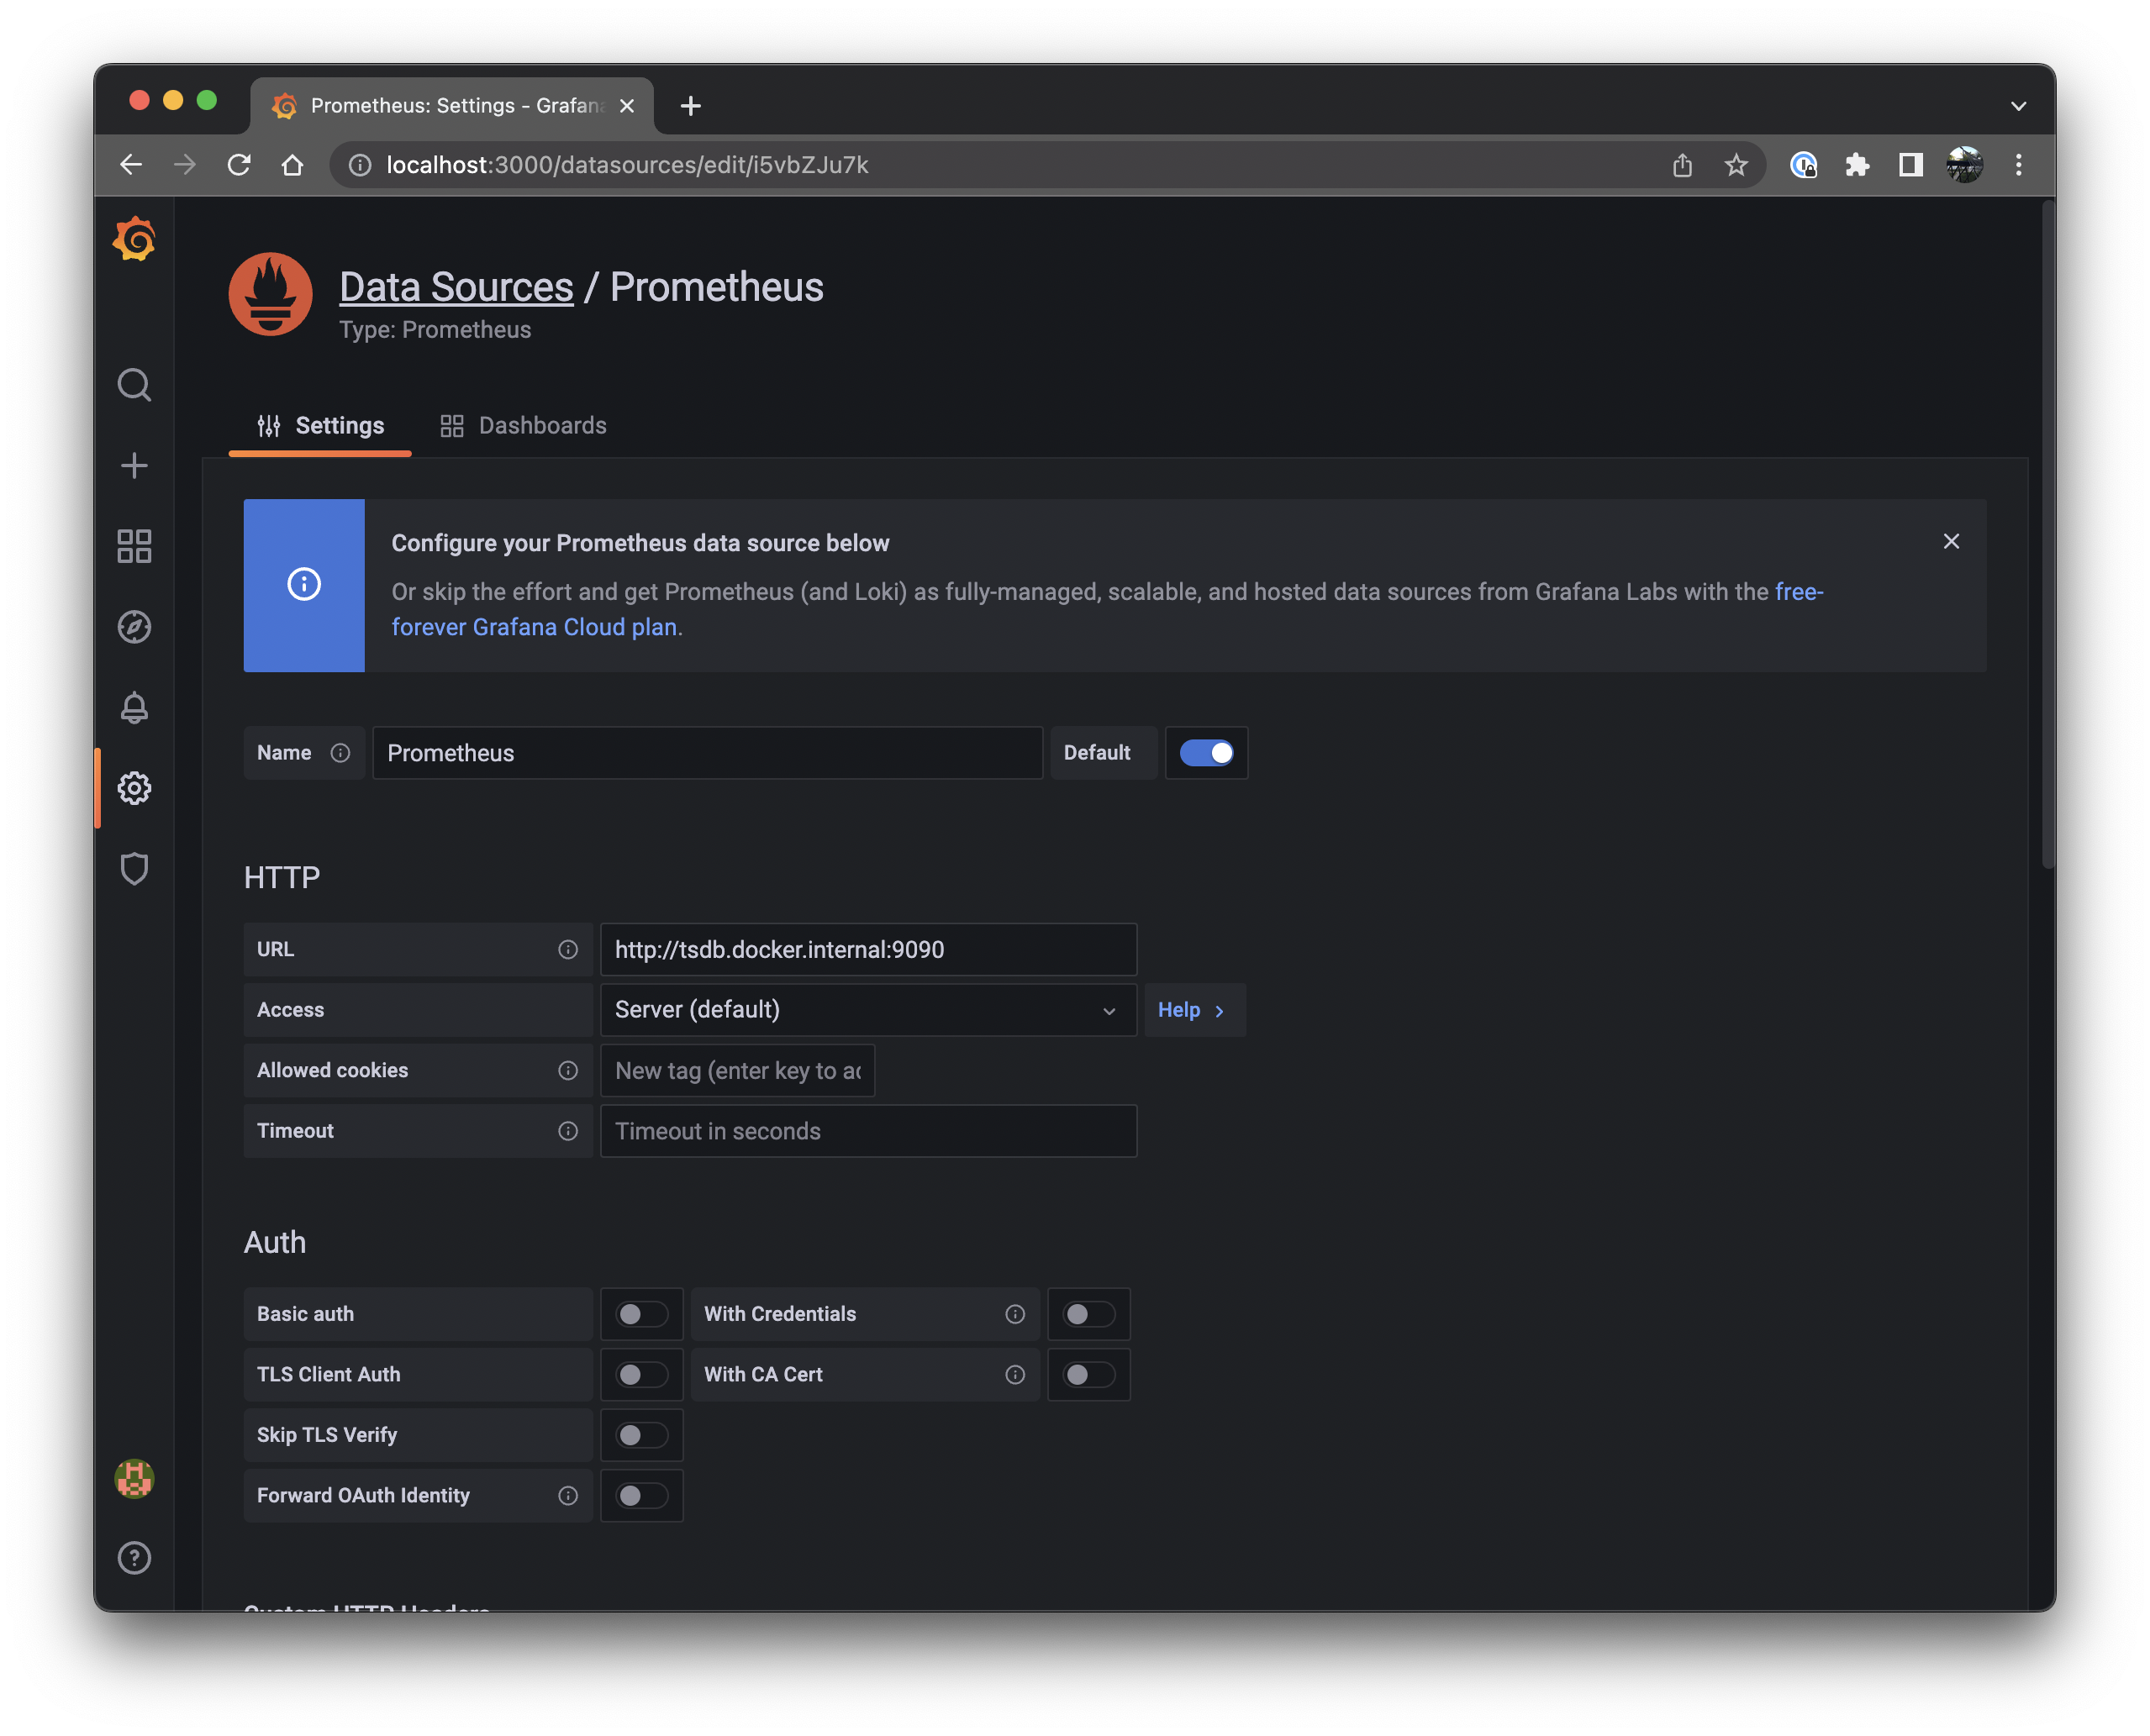 Prometheus: Settings - Grafana
localhost:3000/datasources/edit/i5vbZJu7k
Data Sources / Prometheus
Type: Prometheus
Settings
Dashboards
Configure your Prometheus data source below
Or skip the effort and get Prometheus (and Loki) as fully-managed, scalable, and hosted data sources from Grafana Labs with the free-
forever Grafana Cloud plan.
Name
Prometheus
Default
HTTP
URL
http://tsdb.docker.internal:9090
Access
Server (default)
Help
Allowed cookies
New tag (enter key to ac
Timeout
Timeout in seconds
Auth
Basic auth
With Credentials
TLS Client Auth
With CA Cert
Skip TLS Verify
Forward OAuth Identity
Custom HTTP Headers